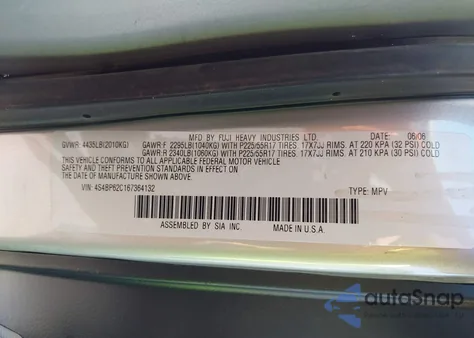 MFD. BY FUJI HEAVY INDUSTRIES LTD. 06/06
GVWR: 4435LB(2010KG) GAWR:F 2295LB(1040KG) WITH P225/55R17 TIRES 17X7JJ RIMS. AT 220 KPA (32 PSI) COLD
GAWR:R 2340LB(1060KG) WITH P225/55R17 TIRES 17X7JJ RIMS. AT 210 KPA (30 PSI) COLD
THIS VEHICLE CONFORMS TO ALL APPLICABLE FEDERAL MOTOR VEHICLE
SAFETY AND THEFT PREVENTION STANDARDS IN EFFECT ON THE
DATE OF MANUFACTURE SHOWN ABOVE.
VIN: 4S4BP62C167364132 TYPE: MPV
ASSEMBLED BY SIA INC. MADE IN U.S.A.
autoSnap